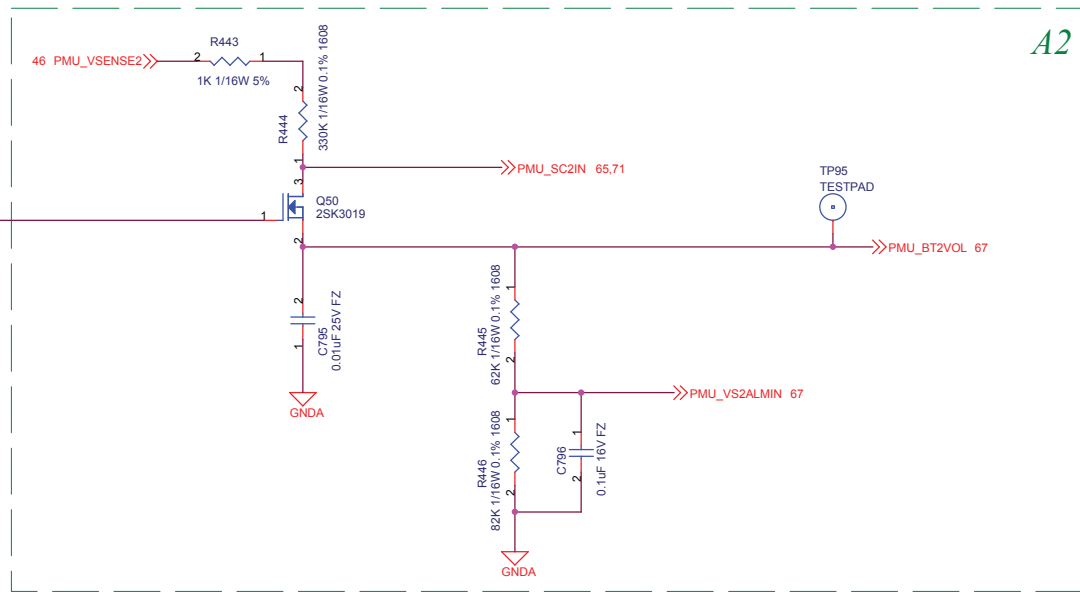 A2
R443
46 PMU_VSENSE2
2
1
1K 1/16W 5%
2
R444
330K 1/16W 0.1% 1608
1
PMU_SC2IN 65,71
3
Q50
2SK3019
1
2
TP95
TESTPAD
PMU_BT2VOL 67
2
C795
0.01uF 25V FZ
1
GNDA
1
R445
62K 1/16W 0.1% 1608
2
PMU_VS2ALMIN 67
1
R446
82K 1/16W 0.1% 1608
2
1
C796
0.1uF 16V FZ
2
GNDA